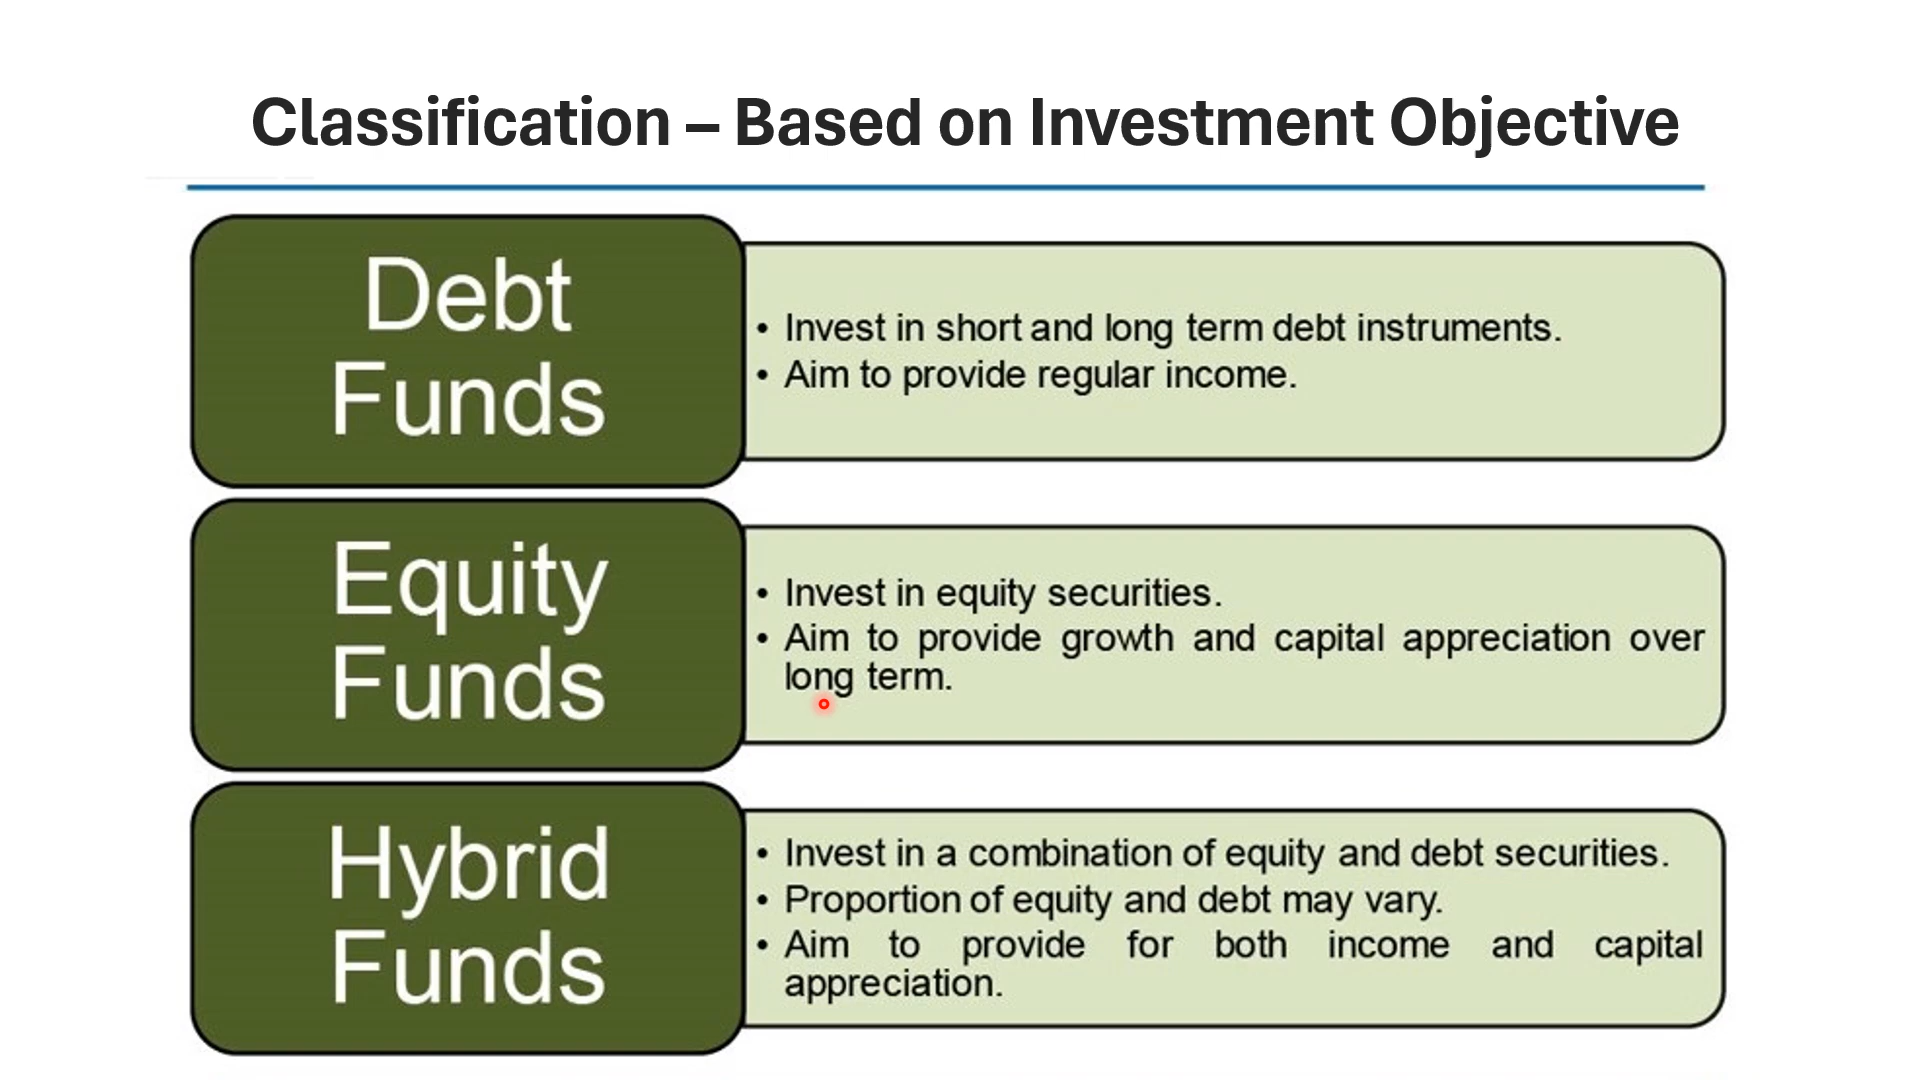 Classification – Based on Investment Objective
Debt
Funds
• Invest in short and long term debt instruments.
• Aim to provide regular income.
Equity
Funds
• Invest in equity securities.
• Aim to provide growth and capital appreciation over
long term.
Hybrid
Funds
• Invest in a combination of equity and debt securities.
• Proportion of equity and debt may vary.
• Aim to provide for both income and capital
appreciation.